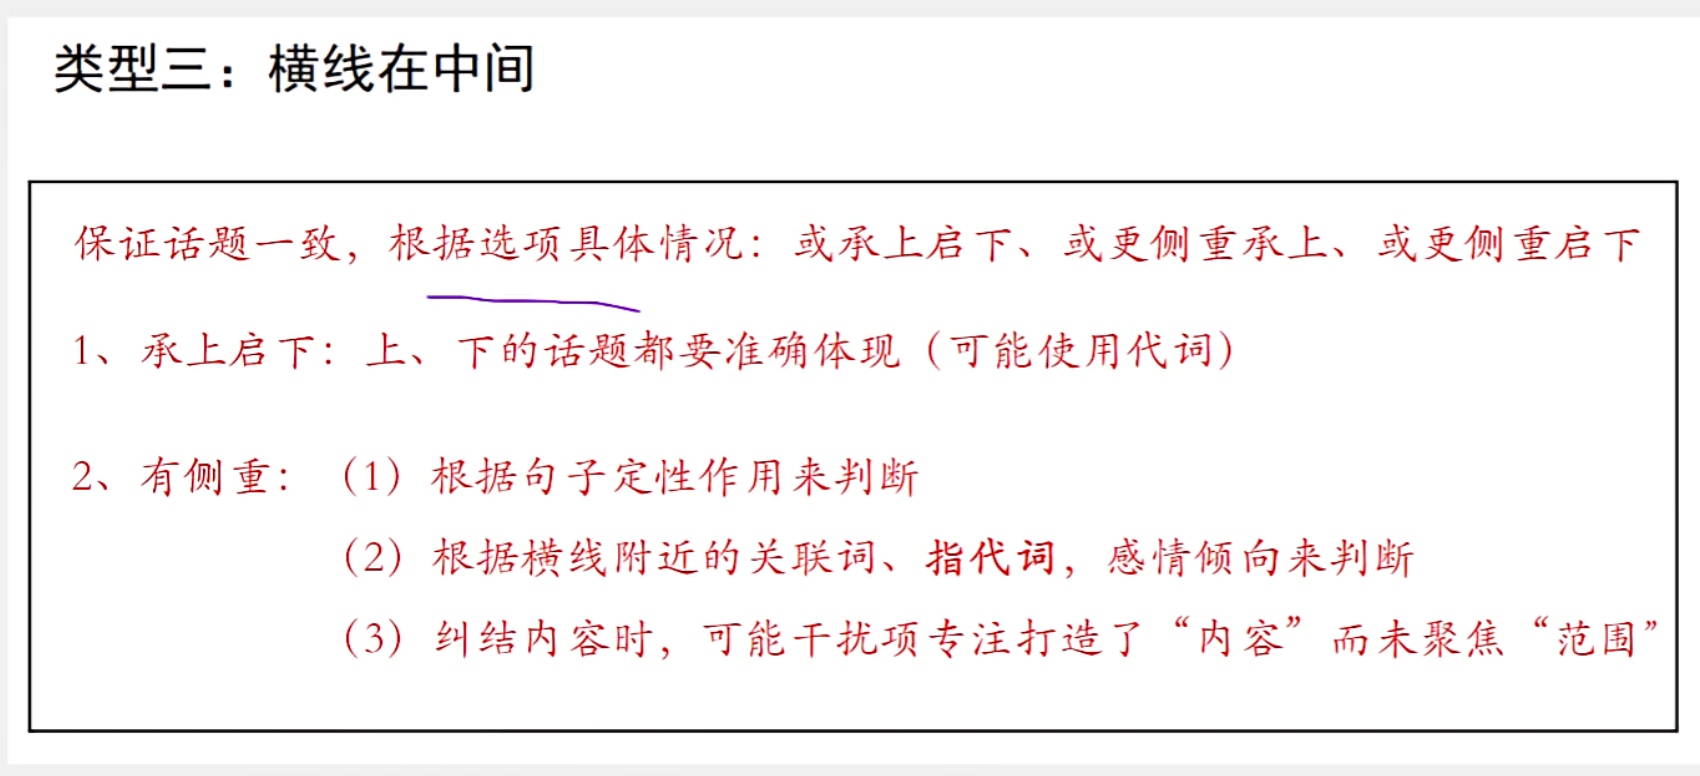 类型三：横线在中间
保证话题一致，根据选项具体情况：或承上启下、或更侧重承上、或更侧重启下
1、承上启下：上、下的话题都要准确体现（可能使用代词）
2、有侧重：（1）根据句子定性作用来判断
（2）根据横线附近的关联词、指代词，感情倾向来判断
（3）纠结内容时，可能干扰项专注打造了“内容”而未聚焦“范围”